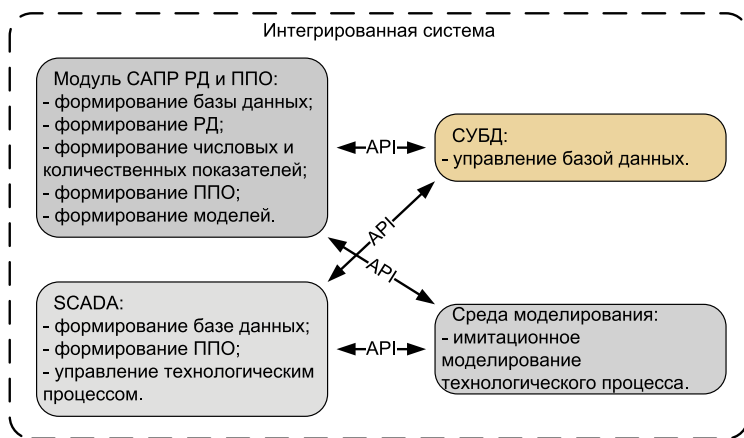 Интегрированная система
Модуль САПР РД и ППО:
- формирование базы данных;
- формирование РД;
- формирование числовых и
количественных показателей;
- формирование ППО;
- формирование моделей.
API
СУБД:
- управление базой данных.
API
API
SCADA:
- формирование базе данных;
- формирование ППО;
- управление технологическим
процессом.
API
Среда моделирования:
- имитационное
моделирование
технологического процесса.